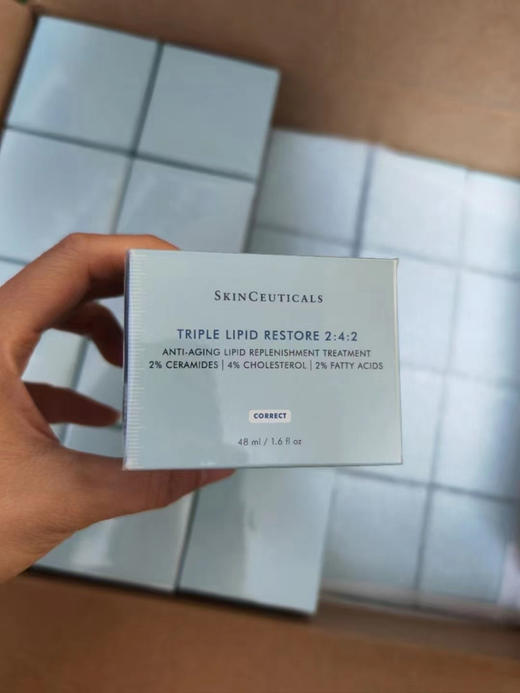 SKINCEUTICALS
TRIPLE LIPID RESTORE 2:4:2
ANTI-AGING LIPID REPLENISHMENT TREATMENT
2% CERAMIDES | 4% CHOLESTEROL | 2% FATTY ACIDS
CORRECT
48 ml / 1.6 fl oz